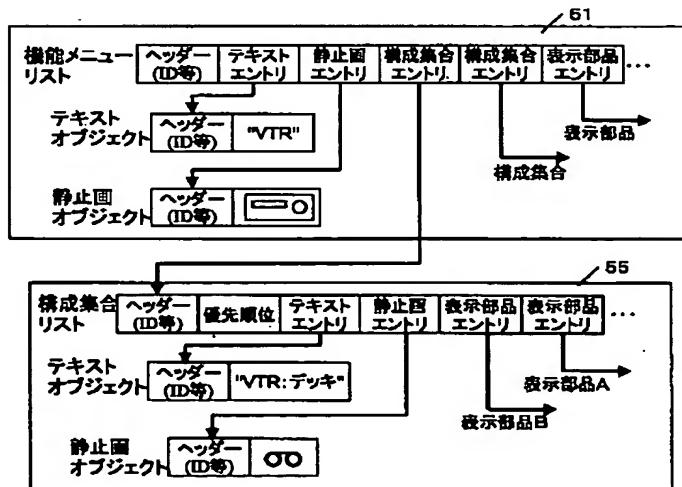 51
機能メニュー
リスト
ヘッダー
(ID等)
テキスト
エントリ
静止画
エントリ
構成集合
エントリ
構成集合
エントリ
表示部品
エントリ
・・・
テキスト
オブジェクト
ヘッダー
(ID等)
"VTR"
表示部品
構成集合
静止画
オブジェクト
ヘッダー
(ID等)
55
構成集合
リスト
ヘッダー
(ID等)
優先順位
テキスト
エントリ
静止画
エントリ
表示部品
エントリ
表示部品
エントリ
・・・
テキスト
オブジェクト
ヘッダー
(ID等)
"VTR:デッキ"
表示部品A
表示部品B
静止画
オブジェクト
ヘッダー
(ID等)